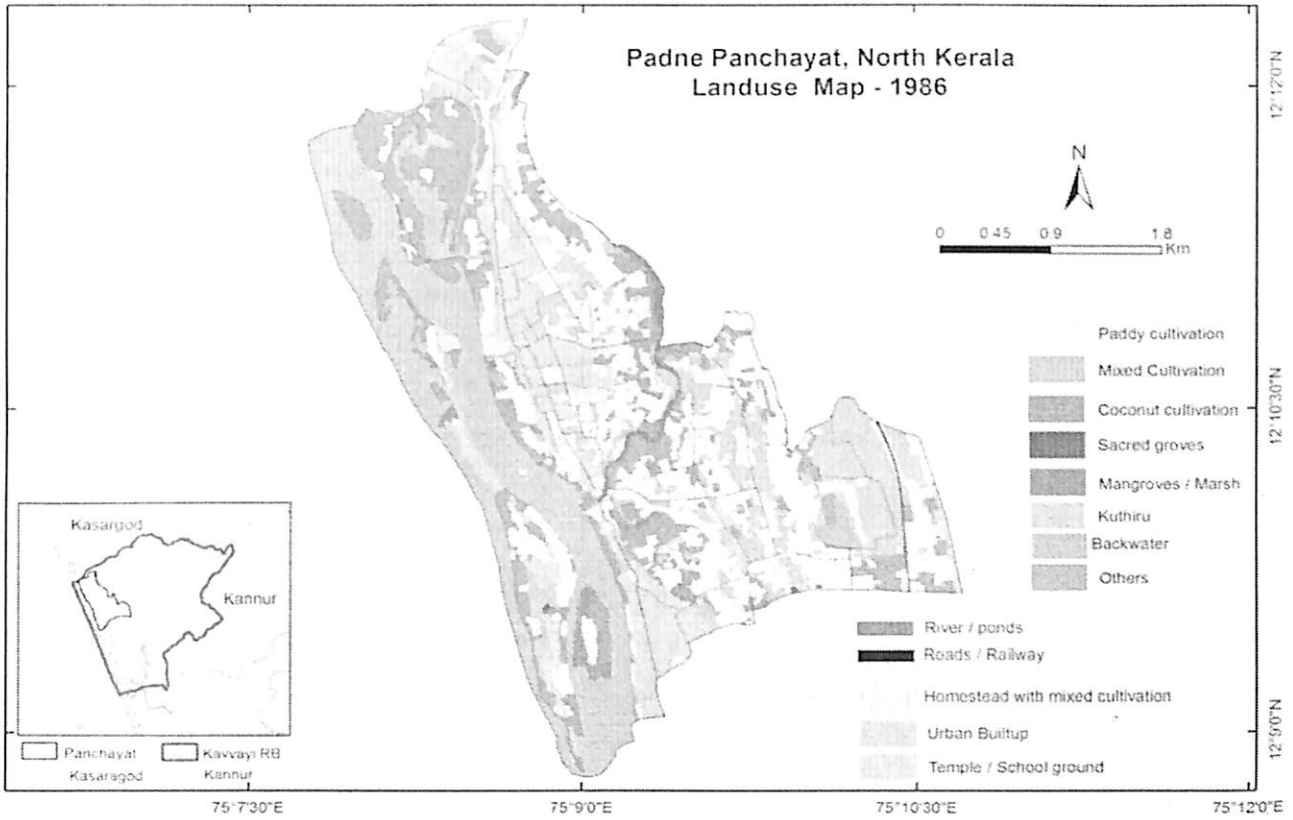 Padne Panchayat, North Kerala
Landuse Map - 1986
12°12'0"N
N
0 0.45 0.9 1.8
Km
Paddy cultivation
Mixed Cultivation
Coconut cultivation
12°10'30"N
Sacred groves
Mangroves / Marsh
Kuthiru
Backwater
Others
River / ponds
Roads / Railway
Homestead with mixed cultivation
Urban Builtup
Temple / School ground
12°9'0"N
Kasargod
Kannur
Panchayat Kavvayi RB
Kasaragod Kannur
75°7'30"E 75°9'0"E 75°10'30"E 75°12'0"E